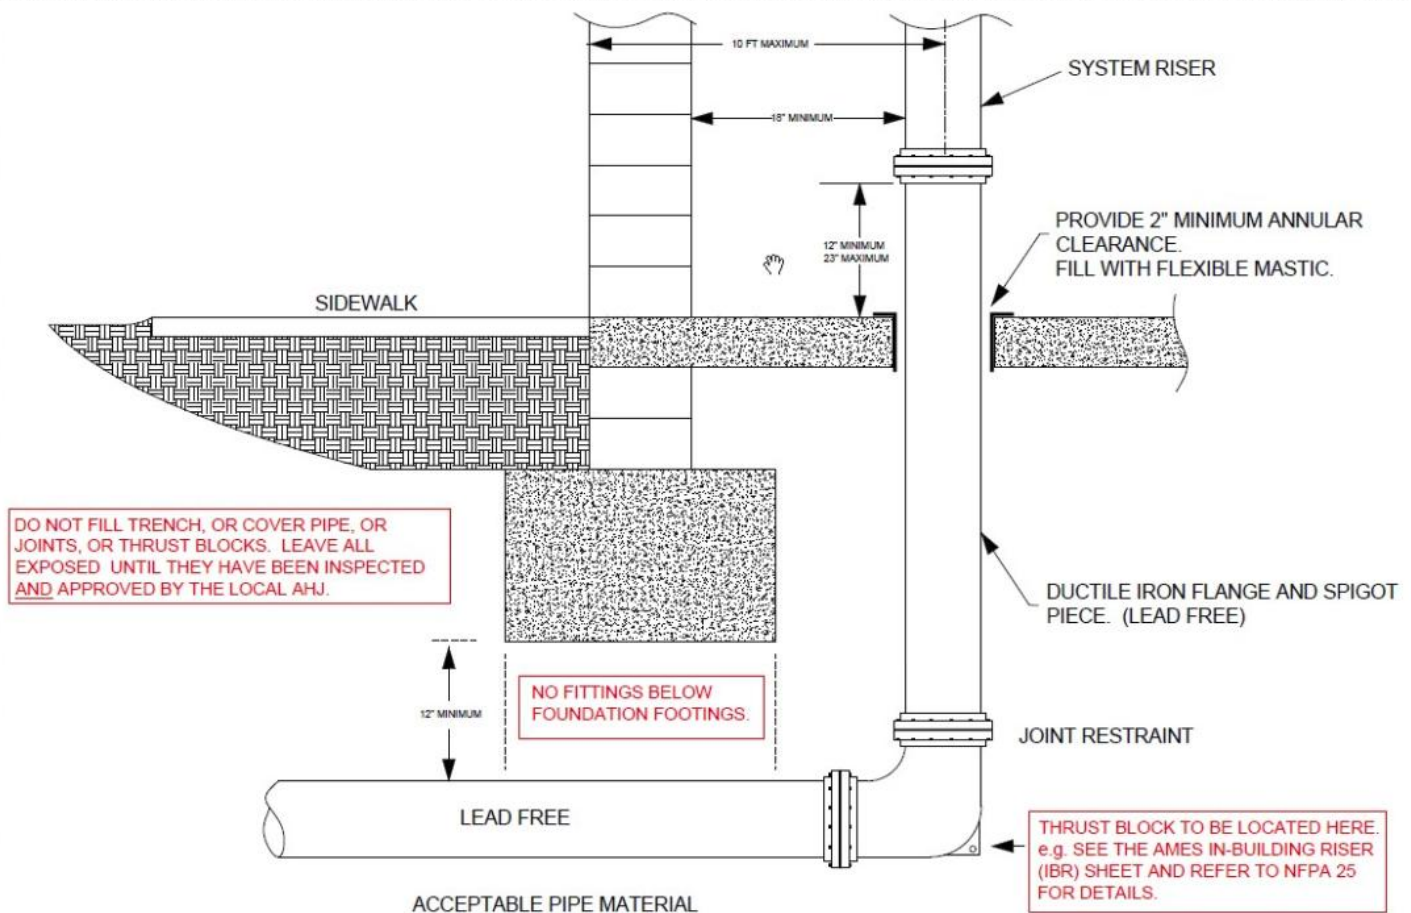 10 FT MAXIMUM
SYSTEM RISER
18" MINIMUM
PROVIDE 2" MINIMUM ANNULAR
CLEARANCE.
FILL WITH FLEXIBLE MASTIC.
12" MINIMUM
23" MAXIMUM
SIDEWALK
DO NOT FILL TRENCH, OR COVER PIPE, OR
JOINTS, OR THRUST BLOCKS. LEAVE ALL
EXPOSED UNTIL THEY HAVE BEEN INSPECTED
AND APPROVED BY THE LOCAL AHJ.
DUCTILE IRON FLANGE AND SPIGOT
PIECE. (LEAD FREE)
NO FITTINGS BELOW
FOUNDATION FOOTINGS.
12" MINIMUM
JOINT RESTRAINT
LEAD FREE
THRUST BLOCK TO BE LOCATED HERE.
e.g. SEE THE AMES IN-BUILDING RISER
(IBR) SHEET AND REFER TO NFPA 25
FOR DETAILS.
ACCEPTABLE PIPE MATERIAL